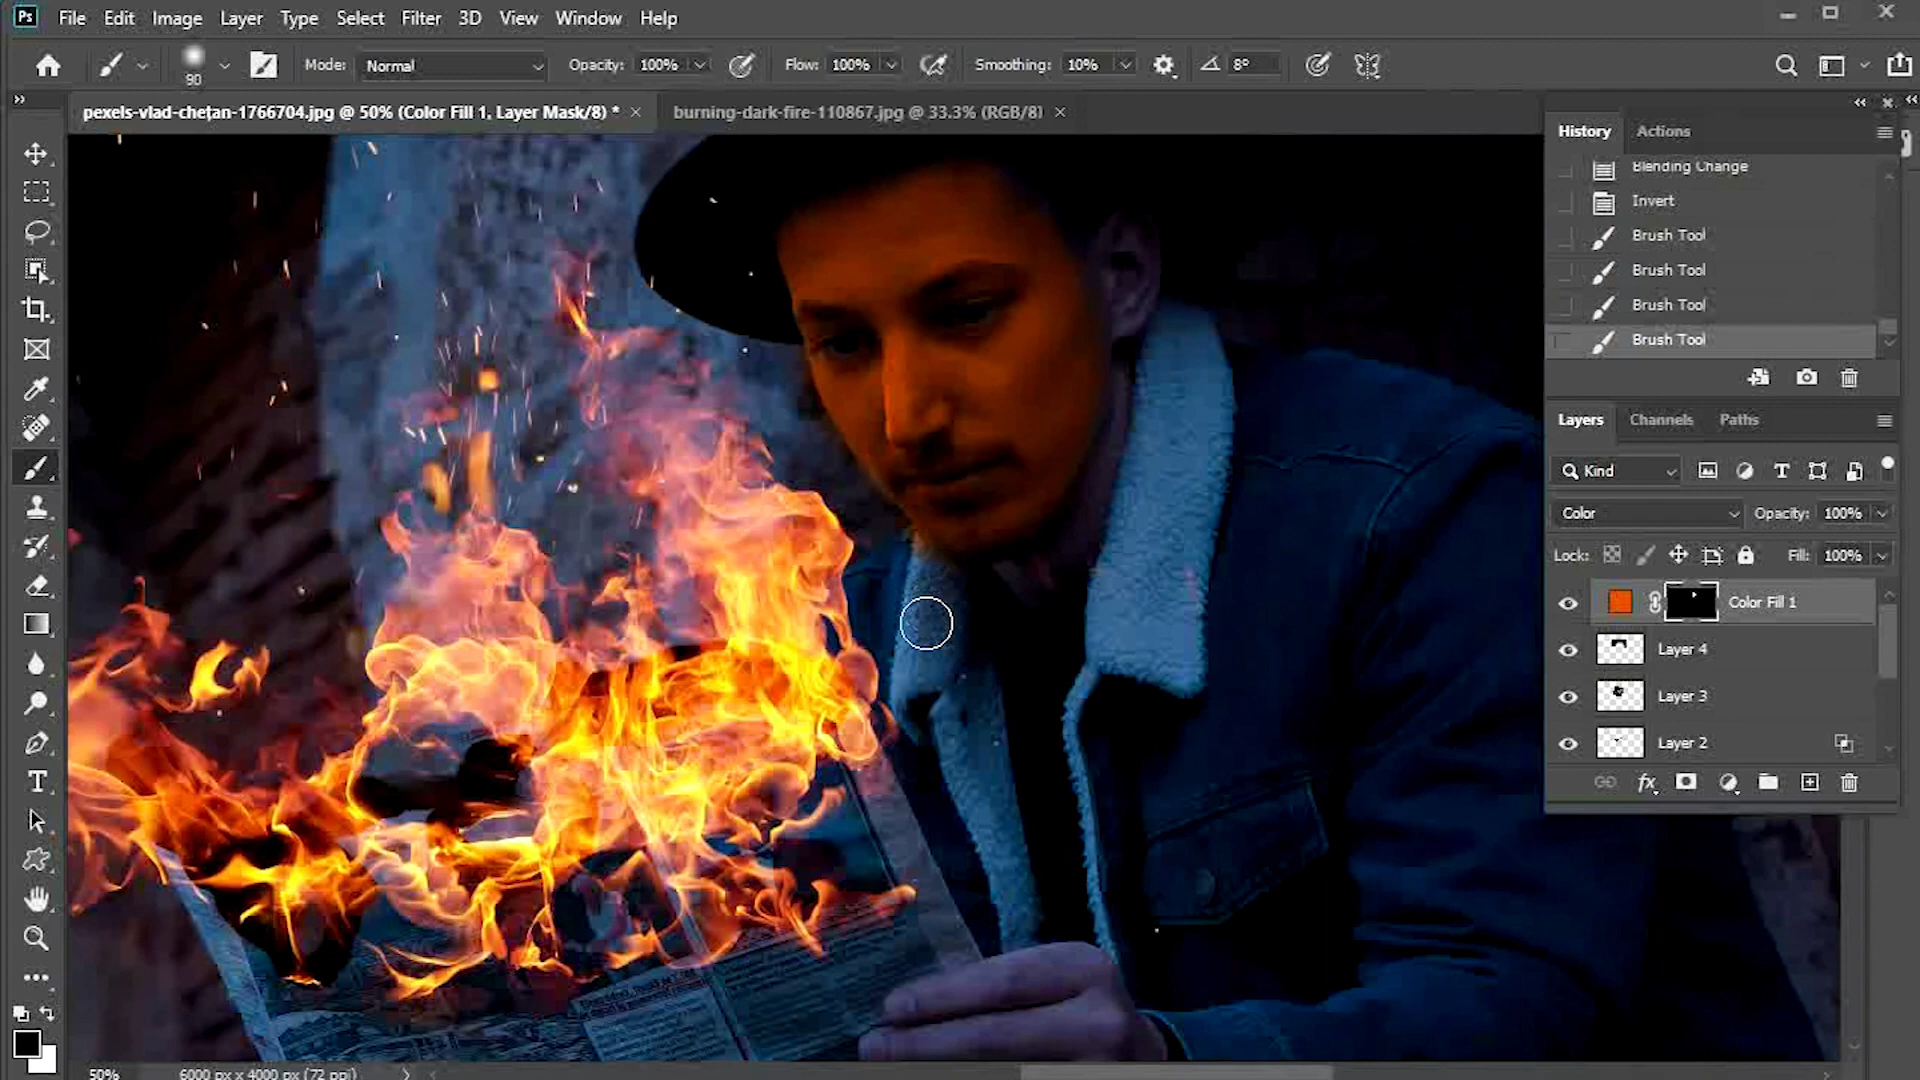 Ps File Edit Image Layer Type Select Filter 3D View Window Help
90 Mode: Normal Opacity: 100% Flow: 100% Smoothing: 10% 8°
pexels-vlad-chețan-1766704.jpg @ 50% (Color Fill 1, Layer Mask/8) * burning-dark-fire-110867.jpg @ 33.3% (RGB/8)
History Actions
Blending Change
Invert
Brush Tool
Brush Tool
Brush Tool
Brush Tool
Layers Channels Paths
Kind
Color Opacity: 100%
Lock: Fill: 100%
Color Fill 1
Layer 4
Layer 3
Layer 2
fx
50% 6000 px x 4000 px (72 ppi)